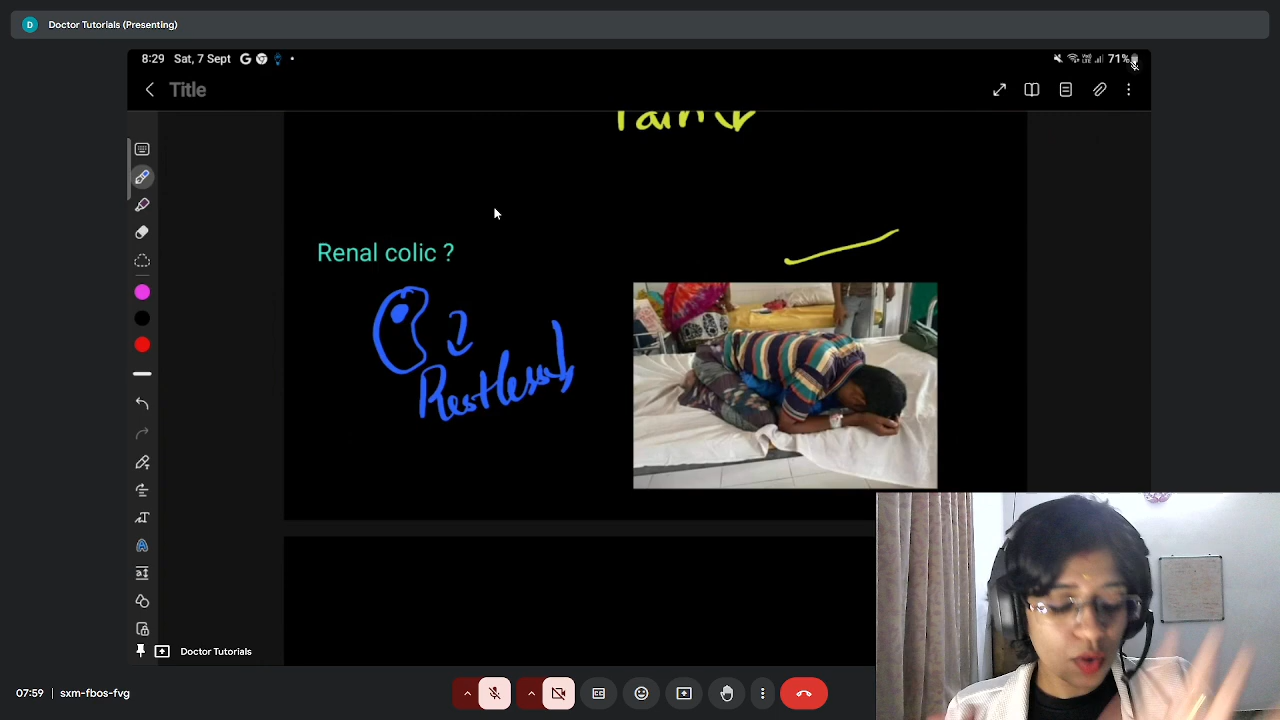 D Doctor Tutorials (Presenting)
8:29 Sat, 7 Sept G 71%
Title
Renal colic ?
Restless
Doctor Tutorials
07:59 | sxm-fbos-fvg